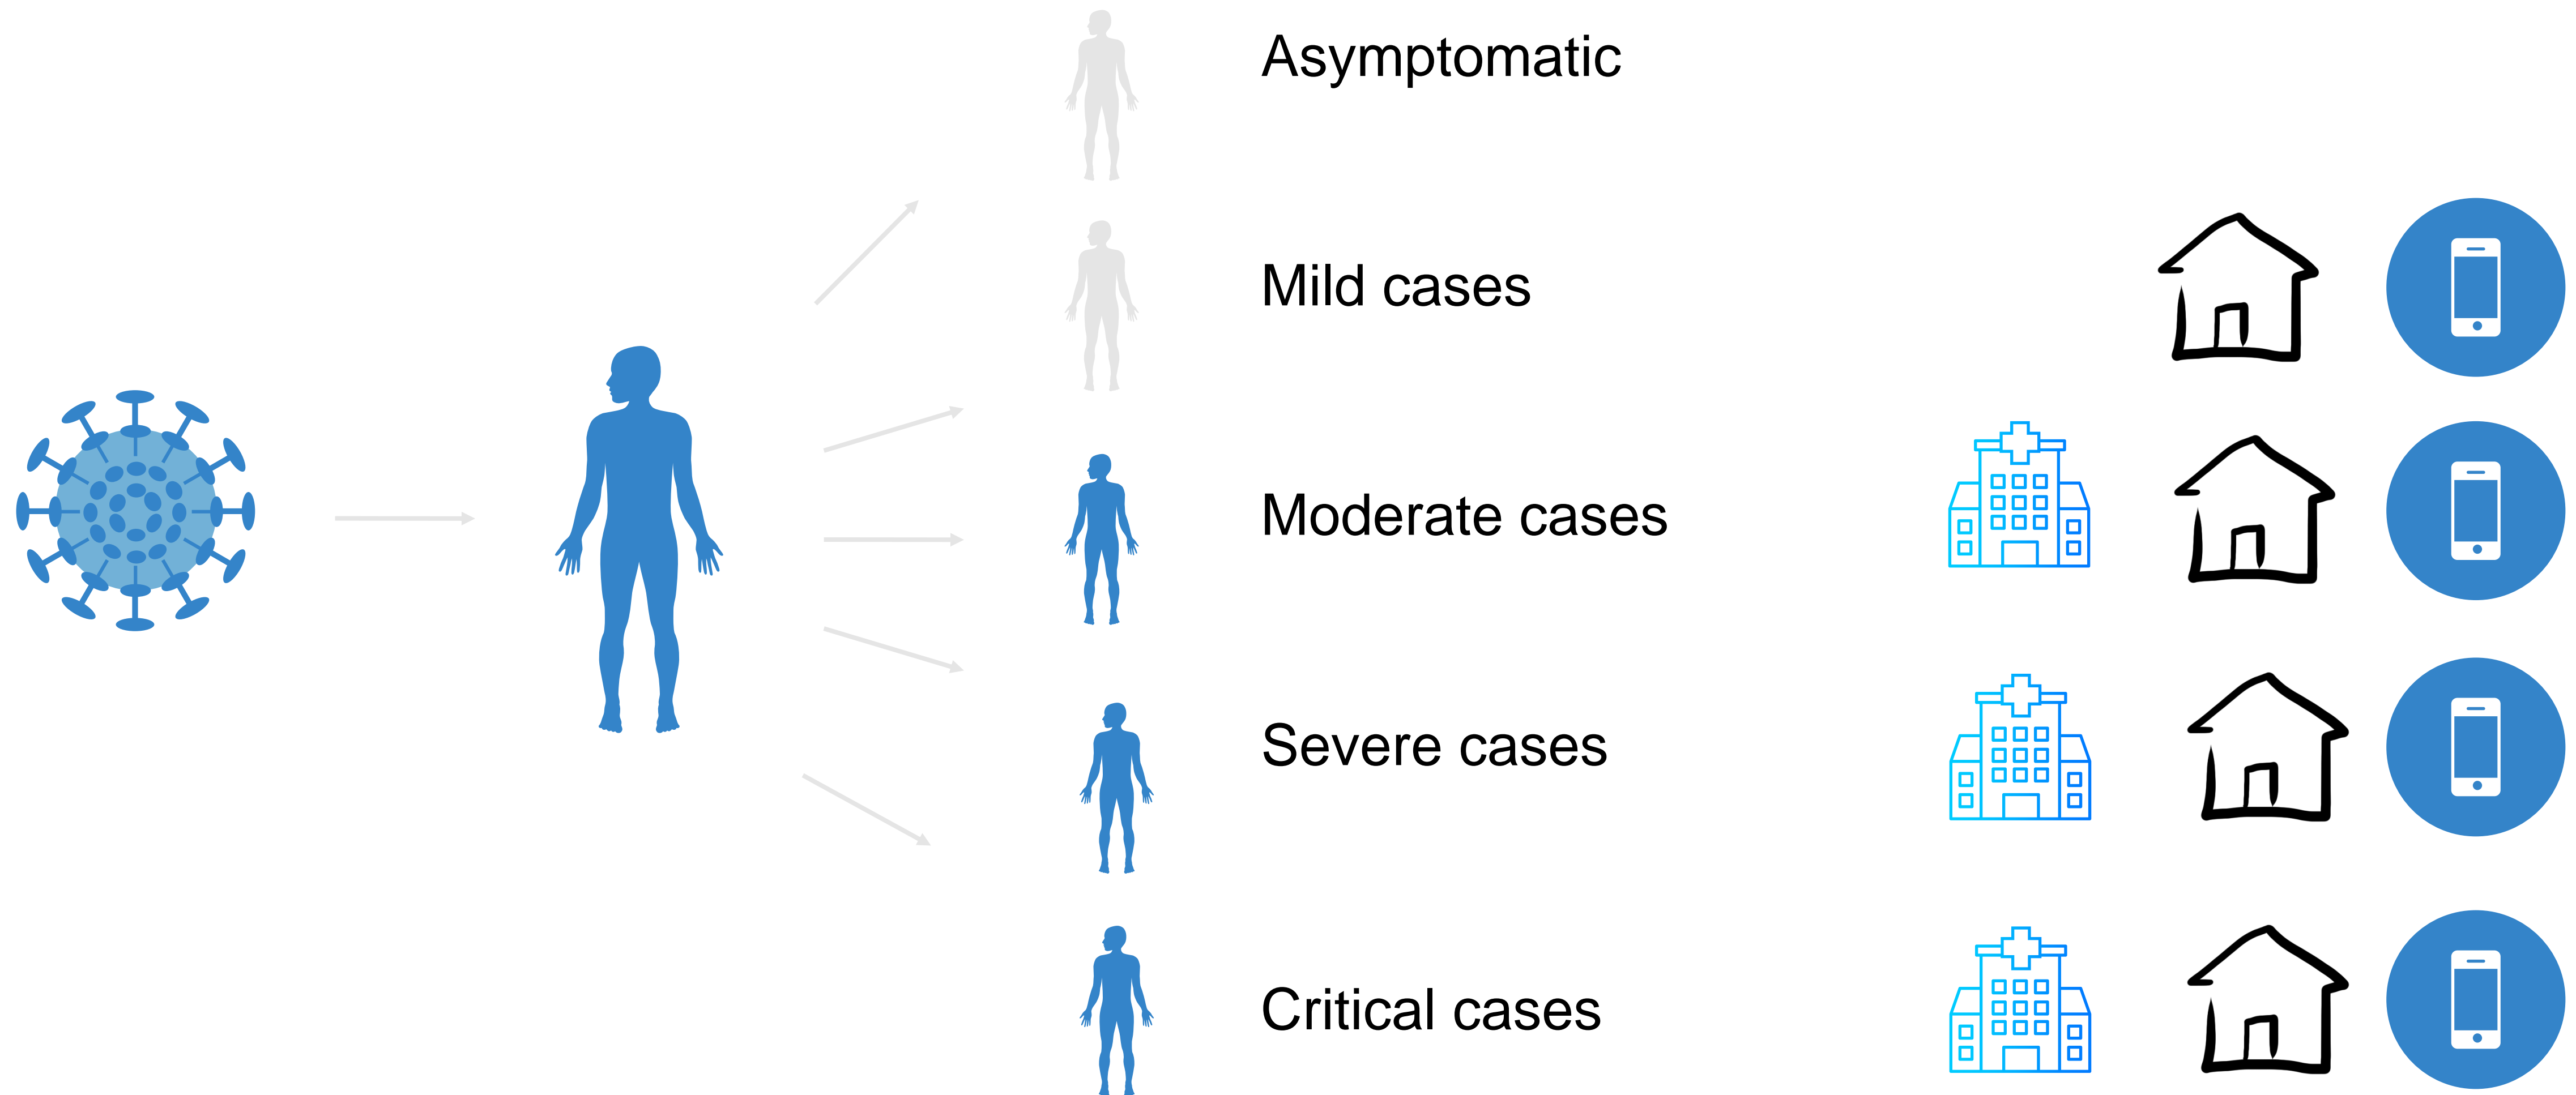 Asymptomatic
Mild cases
Moderate cases
Severe cases
Critical cases